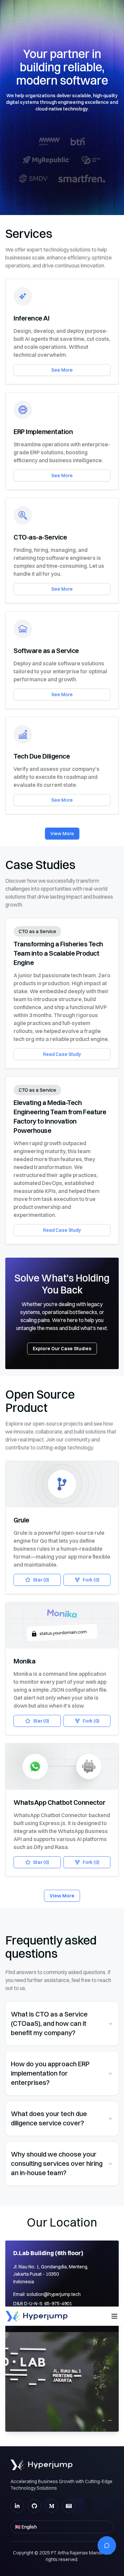 Your partner in
building reliable,
modern software
We help organizations deliver scalable, high-quality
digital systems through engineering excellence and
cloud-native technology.
btn
MyRepublic
SMDV
smartfren.
Services
We offer expert technology solutions to help
businesses scale, enhance efficiency, optimize
operations, and drive continuous innovation.
Inference AI
Design, develop, and deploy purpose-
built AI agents that save time, cut costs,
and scale operations. Without
technical overwhelm.
See More
ERP Implementation
Streamline operations with enterprise-
grade ERP solutions, boosting
efficiency and business intelligence.
See More
CTO-as-a-Service
Finding, hiring, managing, and
retaining top software engineers is
complex and time-consuming. Let us
handle it all for you.
See More
Software as a Service
Deploy and scale software solutions
tailored to your enterprise for optimal
performance and growth.
See More
Tech Due Diligence
Verify and assess your company's
ability to execute its roadmap and
evaluate its current state.
See More
View More
Case Studies
Discover how we successfully transform
challenges into opportunities with real-world
solutions that drive lasting impact and business
growth.
CTO as a Service
Transforming a Fisheries Tech
Team into a Scalable Product
Engine
A junior but passionate tech team. Zero
products in production. High impact at
stake. We embedded deeply with their
team to introduce structure, build
confidence, and ship a functional MVP
within 3 months. Through rigorous
agile practices and full-system
rebuilds, we helped evolve a fragile
tech org into a reliable product engine.
Read Case Study
CTO as a Service
Elevating a Media-Tech
Engineering Team from Feature
Factory to Innovation
Powerhouse
When rapid growth outpaced
engineering maturity, this team
needed more than extra devs, they
needed transformation. We
realigned their agile practices,
automated DevOps, established
measurable KPIs, and helped them
move from reactive to strategic. The
result? A team empowered to thrive in
true product ownership and
experimentation.
Read Case Study
Solve What's Holding
You Back
Whether you're dealing with legacy
systems, operational bottlenecks, or
scaling pains. We're here to help you
untangle the mess and build what's next.
Explore Our Case Studies
Open Source
Product
Explore our open-source projects and see how
we innovate, collaborate, and build solutions that
drive real impact. Join our community and
contribute to cutting-edge technology.
Grule
Grule is a powerful open-source rule
engine for Go that lets you define
business rules in a human-readable
format—making your app more flexible
and maintainable.
Star (0)
Fork (0)
Monika
status.yourdomain.com
Monika
Monika is a command line application
to monitor every part of your web app
with a simple JSON configuration file.
Get alerted not only when your site is
down but also when it's slow.
Star (0)
Fork (0)
WhatsApp Chatbot Connector
WhatsApp Chatbot Connector backend
built using Express.js. It is designed to
integrate with the WhatsApp Business
API and supports various AI platforms
such as Dify and Rasa.
Star (0)
Fork (0)
View More
Frequently asked
questions
Find answers to commonly asked questions. if
you need further assistance, feel free to reach
out to us.
What is CTO as a Service
(CTOaaS), and how can it
benefit my company?
How do you approach ERP
implementation for
enterprises?
What does your tech due
diligence service cover?
Why should we choose your
consulting services over hiring
an in-house team?
Our Location
D.Lab Building (6th floor)
Jl. Riau No. 1, Gondangdia, Menteng,
Jakarta Pusat - 10350
Indonesia
Email: solution@hyperjump.tech
D&B D-U-N-S: 85-975-4901
Hyperjump
JL. RIAU NO.1
JAKARTA
Hyperjump
Accelerating Business Growth with Cutting-Edge
Technology Solutions
English
Copyright © 2025 PT Artha Rajamas Mandiri. All
rights reserved.